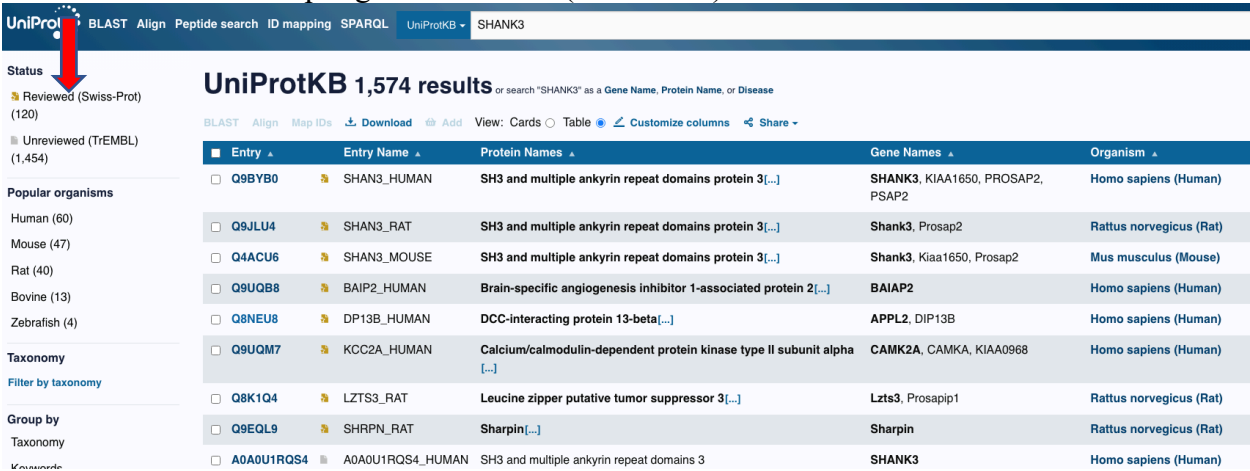 UniProt BLAST Align Peptide search ID mapping SPARQL UniProtKB SHANK3
Status
Reviewed (Swiss-Prot)
(120)
Unreviewed (TrEMBL)
(1,454)
Popular organisms
Human (60)
Mouse (47)
Rat (40)
Bovine (13)
Zebrafish (4)
Taxonomy
Filter by taxonomy
Group by
Taxonomy
Keywords
UniProtKB 1,574 results or search "SHANK3" as a Gene Name, Protein Name, or Disease
BLAST Align Map IDs Download Add View: Cards Table Customize columns Share
Entry Entry Name Protein Names Gene Names Organism
Q9BYB0 SHAN3_HUMAN SH3 and multiple ankyrin repeat domains protein 3[...] SHANK3, KIAA1650, PROSAP2, Homo sapiens (Human)
PSAP2
Q9JLU4 SHAN3_RAT SH3 and multiple ankyrin repeat domains protein 3[...] Shank3, Prosap2 Rattus norvegicus (Rat)
Q4ACU6 SHAN3_MOUSE SH3 and multiple ankyrin repeat domains protein 3[...] Shank3, Kiaa1650, Prosap2 Mus musculus (Mouse)
Q9UQB8 BAIP2_HUMAN Brain-specific angiogenesis inhibitor 1-associated protein 2[...] BAIAP2 Homo sapiens (Human)
Q8NEU8 DP13B_HUMAN DCC-interacting protein 13-beta[...] APPL2, DIP13B Homo sapiens (Human)
Q9UQM7 KCC2A_HUMAN Calcium/calmodulin-dependent protein kinase type II subunit alpha CAMK2A, CAMKA, KIAA0968 Homo sapiens (Human)
[...]
Q8K1Q4 LZTS3_RAT Leucine zipper putative tumor suppressor 3[...] Lzts3, Prosapip1 Rattus norvegicus (Rat)
Q9EQL9 SHRPN_RAT Sharpin[...] Sharpin Rattus norvegicus (Rat)
A0A0U1RQS4 A0A0U1RQS4_HUMAN SH3 and multiple ankyrin repeat domains 3 SHANK3 Homo sapiens (Human)